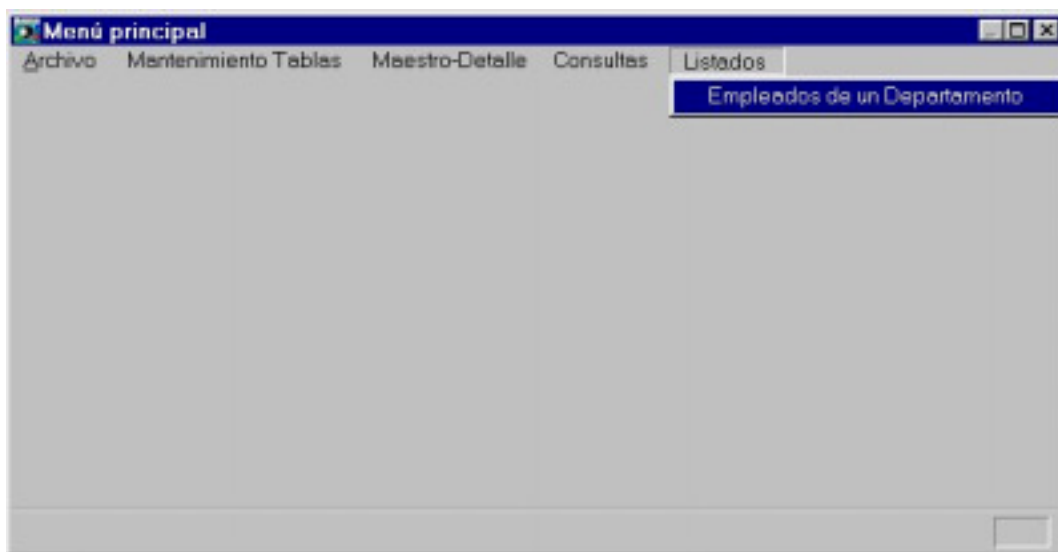 Menú principal
Archivo Mantenimiento Tablas Maestro-Detalle Consultas Listados
Empleados de un Departamento